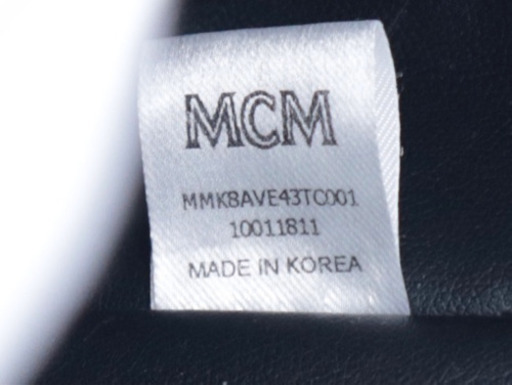 MCM
MMK8AVE43TC001
10011811
MADE IN KOREA